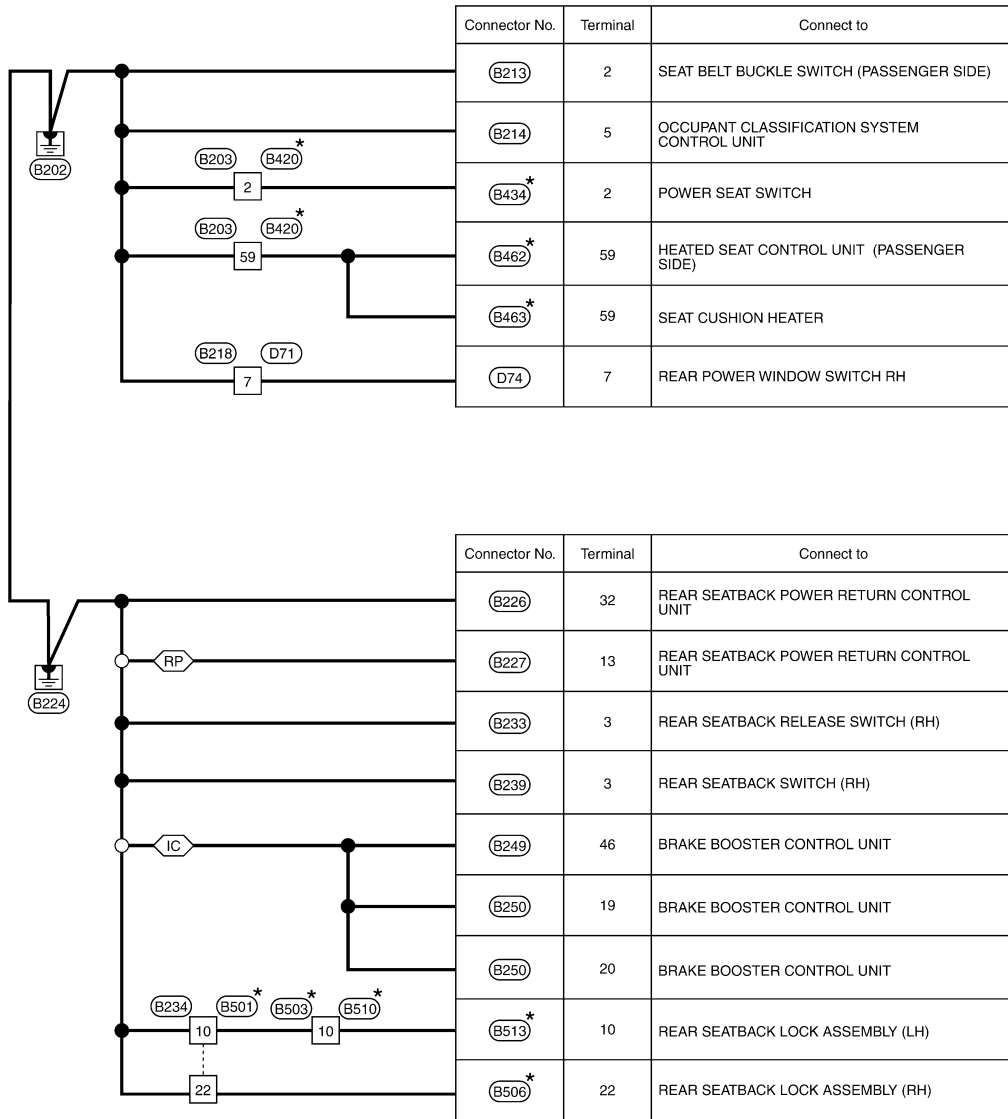 Connector No. Terminal Connect to
B213 2 SEAT BELT BUCKLE SWITCH (PASSENGER SIDE)
B202
B214 5 OCCUPANT CLASSIFICATION SYSTEM
CONTROL UNIT
B203 B420*
2 B434* 2 POWER SEAT SWITCH
B203 B420*
59 B462* 59 HEATED SEAT CONTROL UNIT (PASSENGER
SIDE)
B463* 59 SEAT CUSHION HEATER
B218 D71
7 D74 7 REAR POWER WINDOW SWITCH RH
Connector No. Terminal Connect to
B226 32 REAR SEATBACK POWER RETURN CONTROL
UNIT
RP B227 13 REAR SEATBACK POWER RETURN CONTROL
UNIT
B224
B233 3 REAR SEATBACK RELEASE SWITCH (RH)
B239 3 REAR SEATBACK SWITCH (RH)
IC B249 46 BRAKE BOOSTER CONTROL UNIT
B250 19 BRAKE BOOSTER CONTROL UNIT
B250 20 BRAKE BOOSTER CONTROL UNIT
B234 B501* B503* B510*
10 10 B513* 10 REAR SEATBACK LOCK ASSEMBLY (LH)
22 B506* 22 REAR SEATBACK LOCK ASSEMBLY (RH)